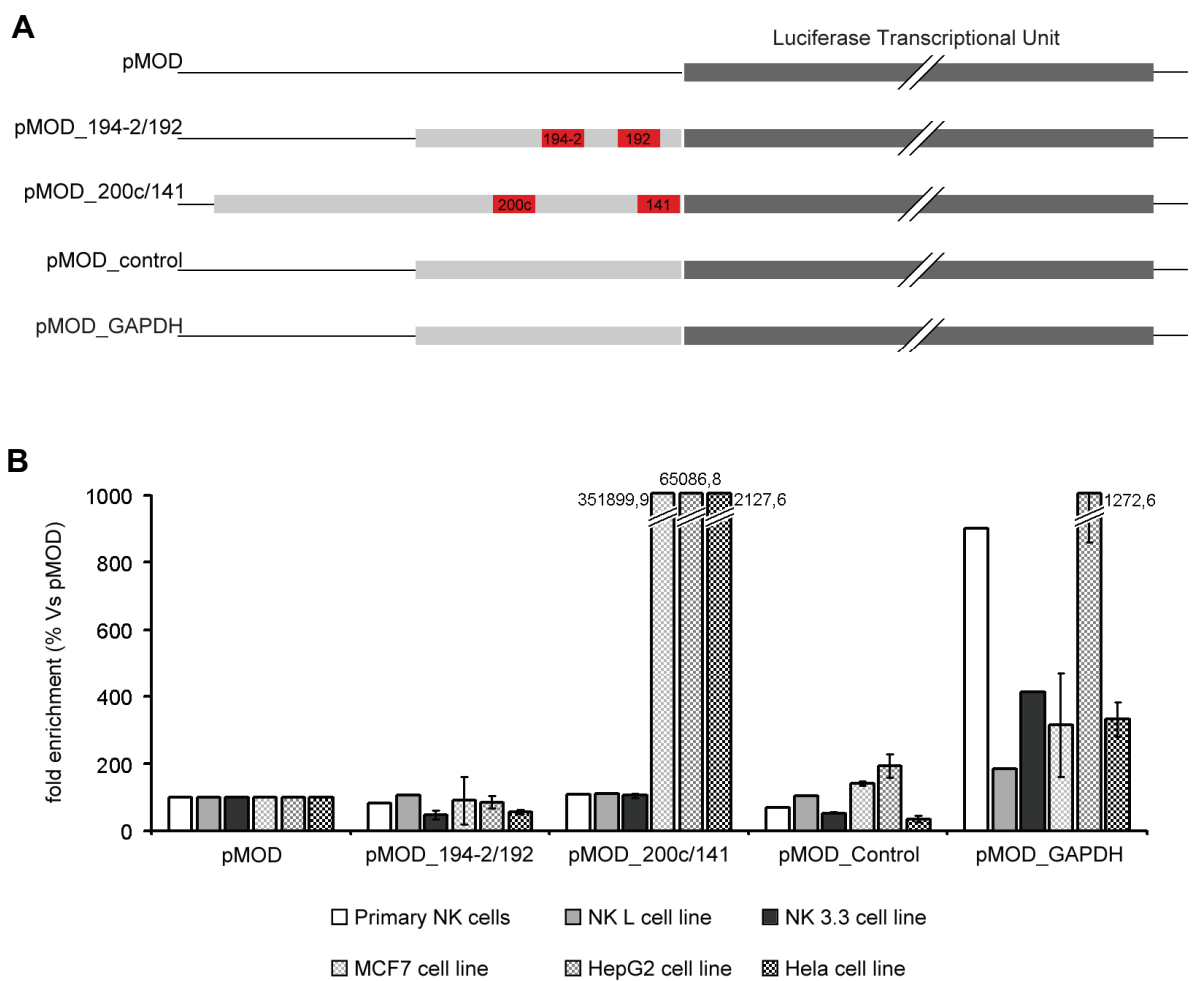 A
Luciferase Transcriptional Unit
pMOD
pMOD_194-2/192
194-2
192
pMOD_200c/141
200c
141
pMOD_control
pMOD_GAPDH
B
fold enrichment (% Vs pMOD)
1000
800
600
400
200
0
351899,9
65086,8
2127,6
1272,6
pMOD
pMOD_194-2/192
pMOD_200c/141
pMOD_Control
pMOD_GAPDH
Primary NK cells
NK L cell line
NK 3.3 cell line
MCF7 cell line
HepG2 cell line
Hela cell line